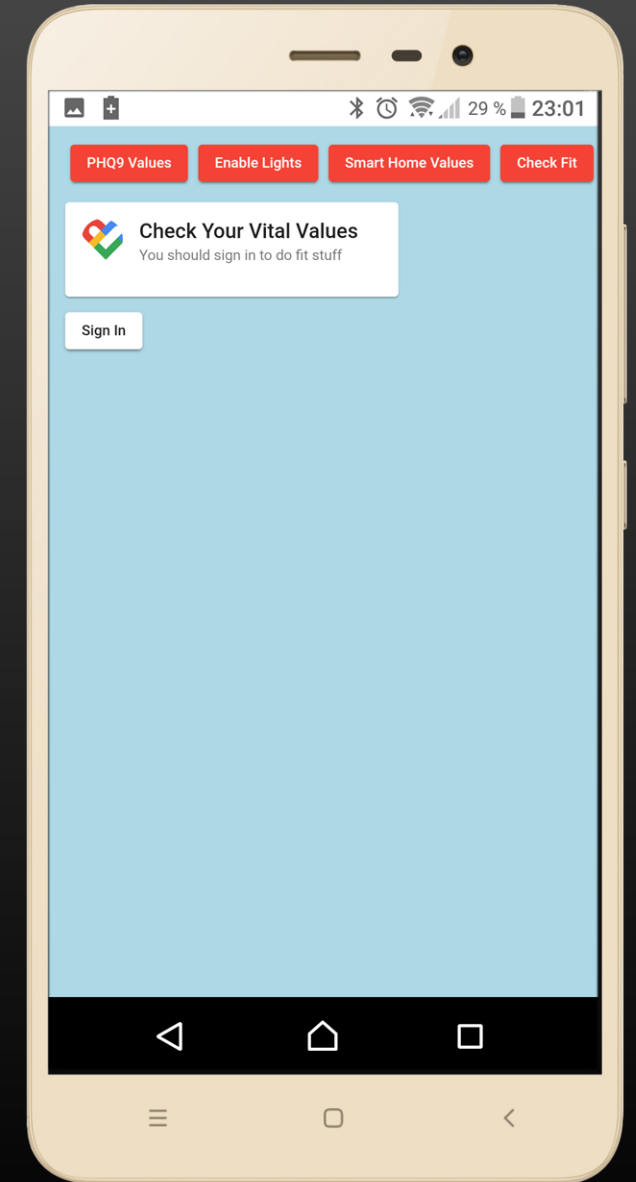 29 % 23:01
PHQ9 Values Enable Lights Smart Home Values Check Fit
Check Your Vital Values
You should sign in to do fit stuff
Sign In